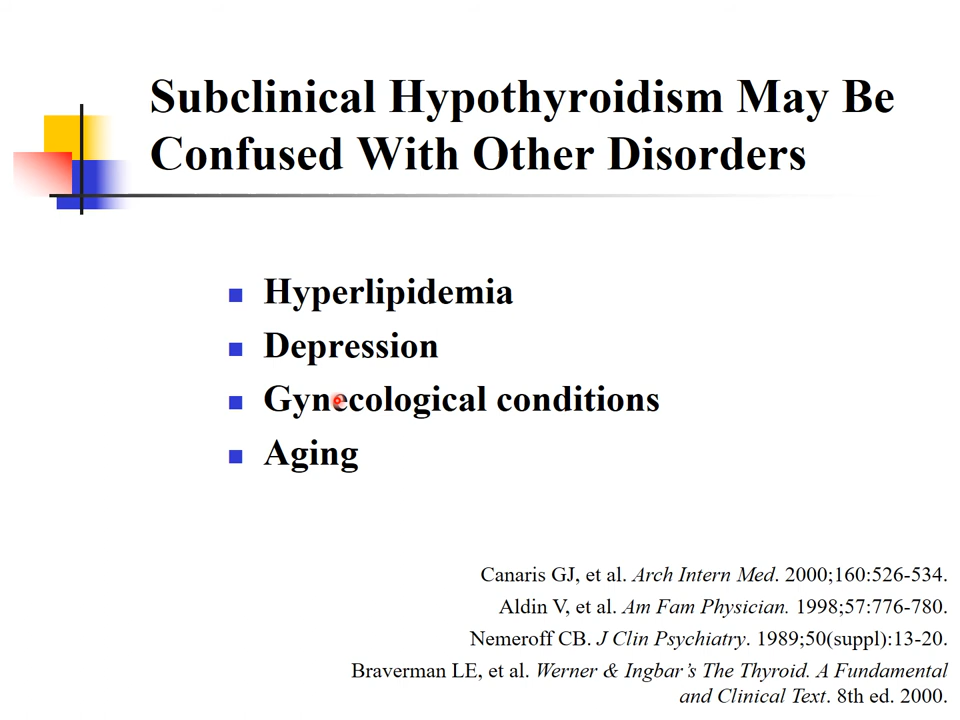 Subclinical Hypothyroidism May Be
Confused With Other Disorders
Hyperlipidemia
Depression
Gynecological conditions
Aging
Canaris GJ, et al. Arch Intern Med. 2000;160:526-534.
Aldin V, et al. Am Fam Physician. 1998;57:776-780.
Nemeroff CB. J Clin Psychiatry. 1989;50(suppl):13-20.
Braverman LE, et al. Werner & Ingbar’s The Thyroid. A Fundamental
and Clinical Text. 8th ed. 2000.